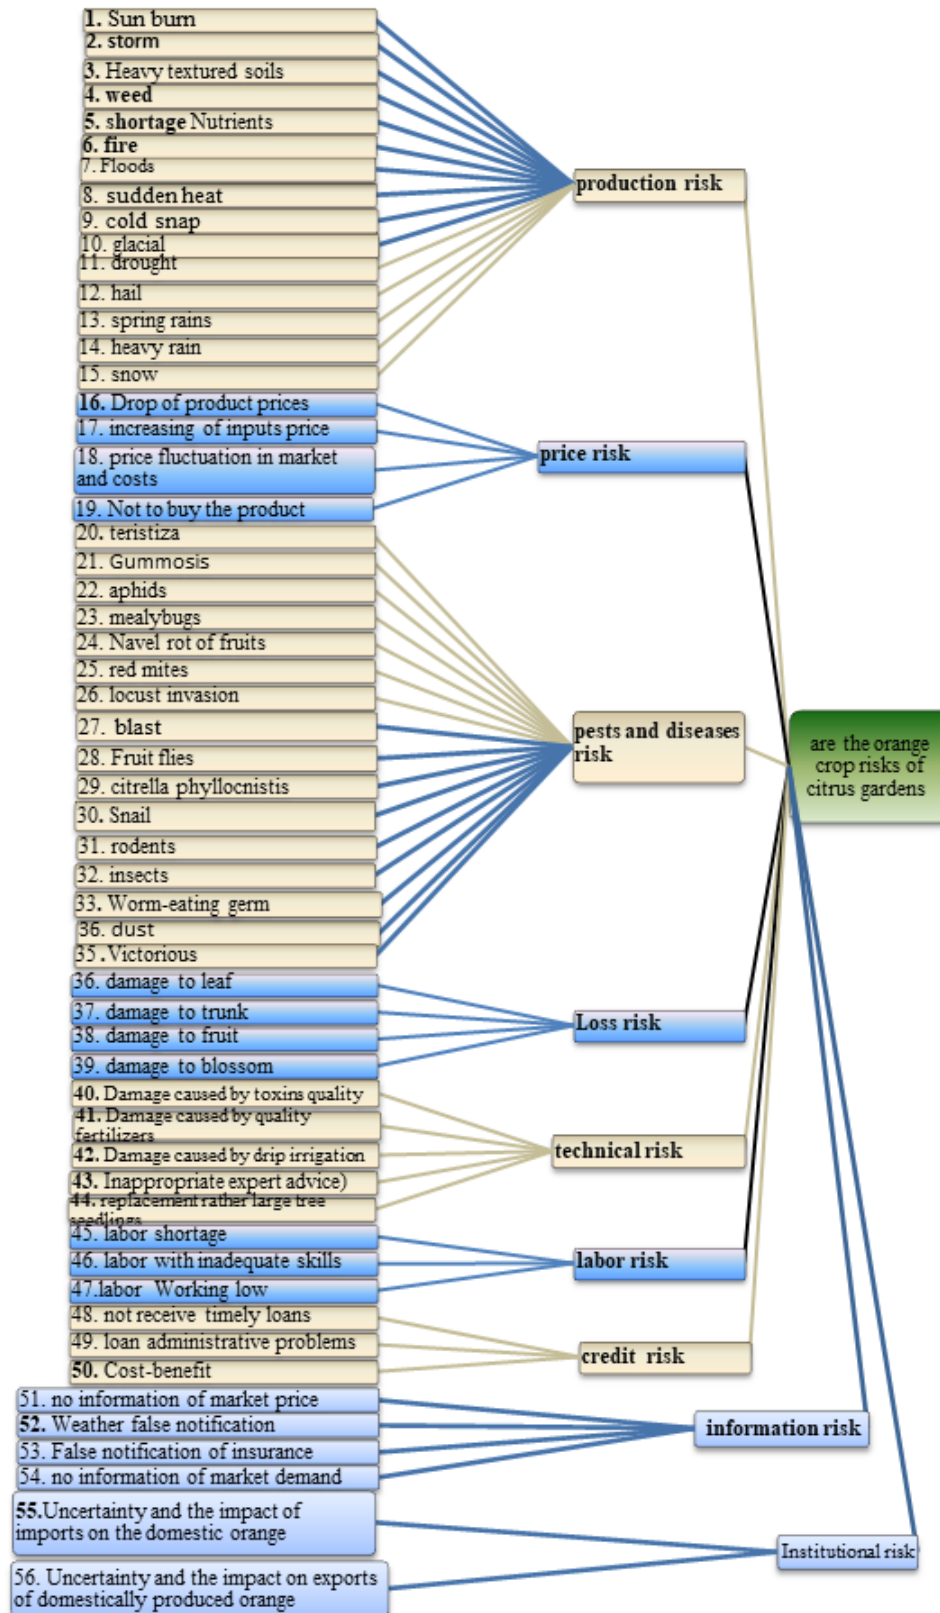 1. Sun burn
2. storm
3. Heavy textured soils
4. weed
5. shortage Nutrients
6. fire
7. Floods
8. sudden heat
9. cold snap
10. glacial
11. drought
12. hail
13. spring rains
14. heavy rain
15. snow
production risk
16. Drop of product prices
17. increasing of inputs price
18. price fluctuation in market
and costs
19. Not to buy the product
price risk
20. teristiza
21. Gummosis
22. aphids
23. mealybugs
24. Navel rot of fruits
25. red mites
26. locust invasion
27. blast
28. Fruit flies
29. citrella phyllocnistis
30. Snail
31. rodents
32. insects
33. Worm-eating germ
36. dust
35.Victorious
pests and diseases
risk
36. damage to leaf
37. damage to trunk
38. damage to fruit
39. damage to blossom
Loss risk
40. Damage caused by toxins quality
41. Damage caused by quality
fertilizers
42. Damage caused by drip irrigation
43. Inappropriate expert advice)
44. replacement rather large tree
seedlings
technical risk
45. labor shortage
46. labor with inadequate skills
47.labor Working low
labor risk
48. not receive timely loans
49. loan administrative problems
50. Cost-benefit
credit risk
51. no information of market price
52. Weather false notification
53. False notification of insurance
54. no information of market demand
information risk
55.Uncertainty and the impact of
imports on the domestic orange
56. Uncertainty and the impact on exports
of domestically produced orange
Institutional risk
are the orange
crop risks of
citrus gardens